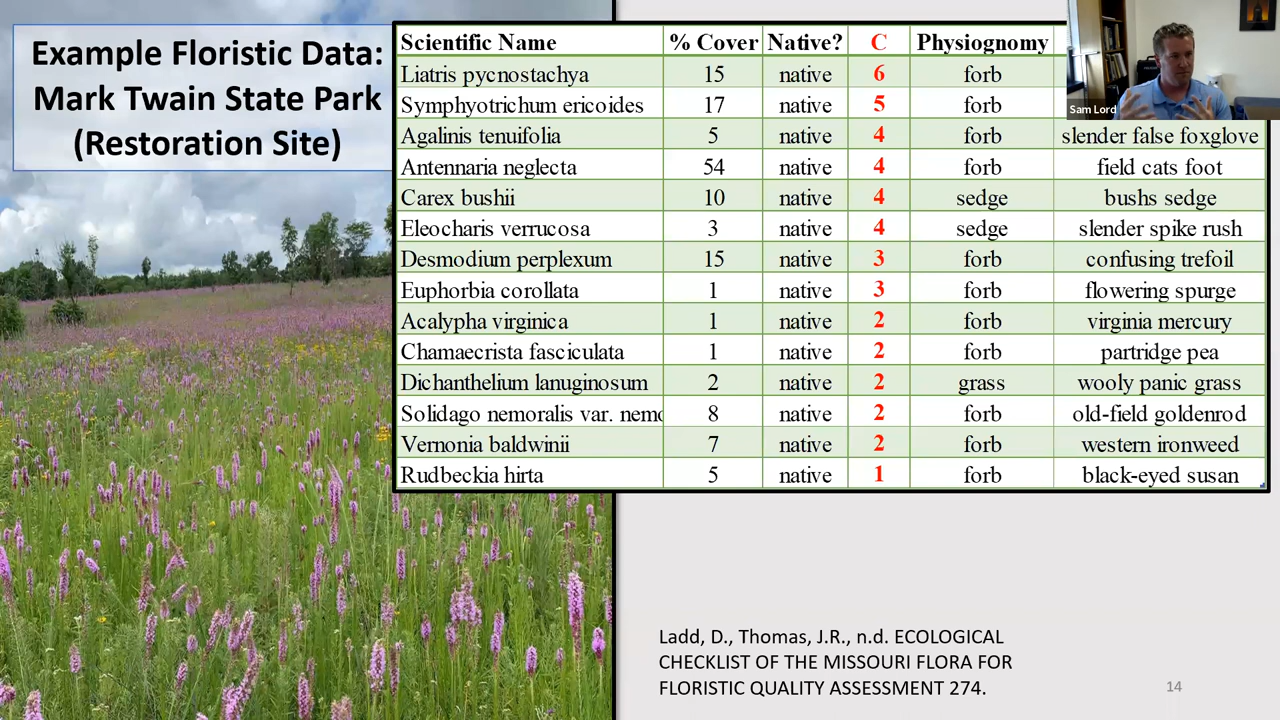 Example Floristic Data:
Mark Twain State Park
(Restoration Site)
Scientific Name % Cover Native? C Physiognomy
Liatris pycnostachya 15 native 6 forb
Symphyotrichum ericoides 17 native 5 forb
Agalinis tenuifolia 5 native 4 forb slender false foxglove
Antennaria neglecta 54 native 4 forb field cats foot
Carex bushii 10 native 4 sedge bushs sedge
Eleocharis verrucosa 3 native 4 sedge slender spike rush
Desmodium perplexum 15 native 3 forb confusing trefoil
Euphorbia corollata 1 native 3 forb flowering spurge
Acalypha virginica 1 native 2 forb virginia mercury
Chamaecrista fasciculata 1 native 2 forb partridge pea
Dichanthelium lanuginosum 2 native 2 grass wooly panic grass
Solidago nemoralis var. nemo 8 native 2 forb old-field goldenrod
Vernonia baldwinii 7 native 2 forb western ironweed
Rudbeckia hirta 5 native 1 forb black-eyed susan
Sam Lord
Ladd, D., Thomas, J.R., n.d. ECOLOGICAL
CHECKLIST OF THE MISSOURI FLORA FOR
FLORISTIC QUALITY ASSESSMENT 274.
14